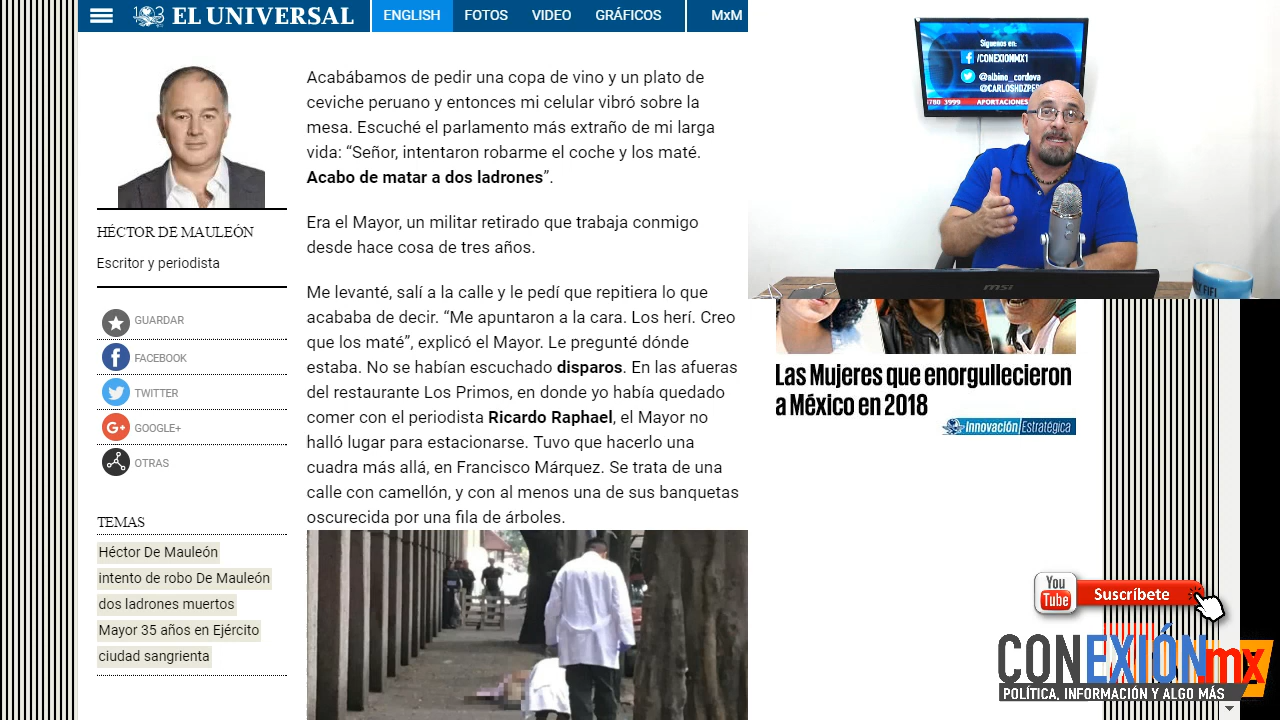 EL UNIVERSAL
ENGLISH
FOTOS
VIDEO
GRÁFICOS
MxM
HÉCTOR DE MAULEÓN
Escritor y periodista
GUARDAR
FACEBOOK
TWITTER
GOOGLE+
OTRAS
TEMAS
Héctor De Mauleón
intento de robo De Mauleón
dos ladrones muertos
Mayor 35 años en Ejército
ciudad sangrienta
Acabábamos de pedir una copa de vino y un plato de
ceviche peruano y entonces mi celular vibró sobre la
mesa. Escuché el parlamento más extraño de mi larga
vida: “Señor, intentaron robarme el coche y los maté.
Acabo de matar a dos ladrones”.
Era el Mayor, un militar retirado que trabaja conmigo
desde hace cosa de tres años.
Me levanté, salí a la calle y le pedí que repitiera lo que
acababa de decir. “Me apuntaron a la cara. Los herí. Creo
que los maté”, explicó el Mayor. Le pregunté dónde
estaba. No se habían escuchado disparos. En las afueras
del restaurante Los Primos, en donde yo había quedado
comer con el periodista Ricardo Raphael, el Mayor no
halló lugar para estacionarse. Tuvo que hacerlo una
cuadra más allá, en Francisco Márquez. Se trata de una
calle con camellón, y con al menos una de sus banquetas
oscurecida por una fila de árboles.
Síguenos en:
/CONEXIONMX1
@albino_cordova
@CARLOSHDZPE
3780 3999 APORTACIONES
msi
FIFI
Las Mujeres que enorgullecieron
a México en 2018
Innovación Estratégica
You
Tube
Suscríbete
CONEXIÓN mx
POLÍTICA, INFORMACIÓN Y ALGO MÁS